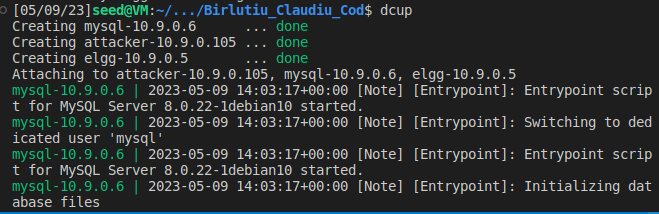 [05/09/23]seed@VM:~/.../Birlutiu_Claudiu_Cod$ dcup
Creating mysql-10.9.0.6     ... done
Creating attacker-10.9.0.105 ... done
Creating elgg-10.9.0.5      ... done
Attaching to attacker-10.9.0.105, mysql-10.9.0.6, elgg-10.9.0.5
mysql-10.9.0.6 | 2023-05-09 14:03:17+00:00 [Note] [Entrypoint]: Entrypoint scrip
t for MySQL Server 8.0.22-1debian10 started.
mysql-10.9.0.6 | 2023-05-09 14:03:17+00:00 [Note] [Entrypoint]: Switching to ded
icated user 'mysql'
mysql-10.9.0.6 | 2023-05-09 14:03:17+00:00 [Note] [Entrypoint]: Entrypoint scrip
t for MySQL Server 8.0.22-1debian10 started.
mysql-10.9.0.6 | 2023-05-09 14:03:17+00:00 [Note] [Entrypoint]: Initializing dat
abase files